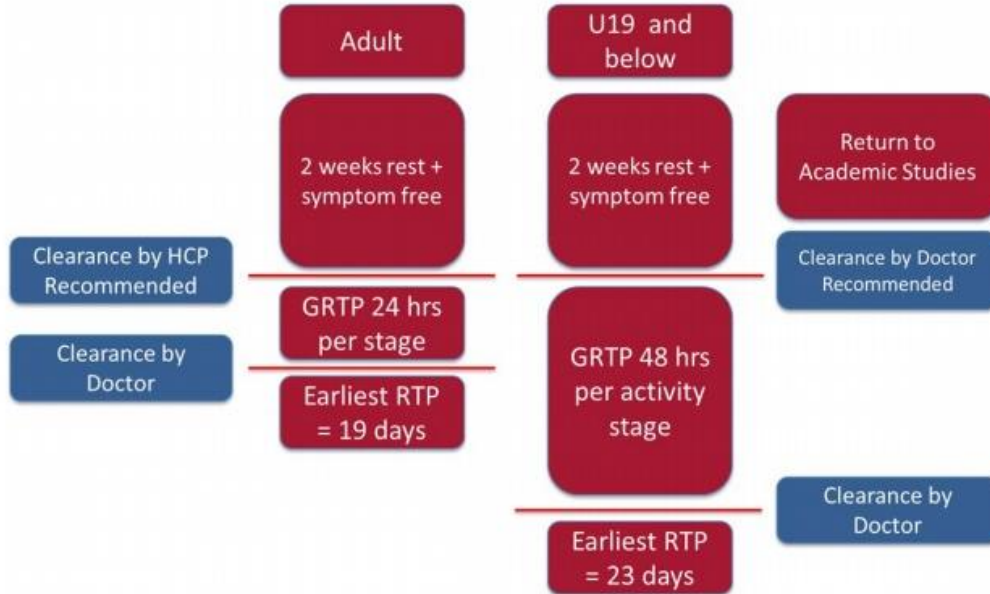 Adult
U19 and
below
2 weeks rest +
symptom free
2 weeks rest +
symptom free
Return to
Academic Studies
Clearance by HCP
Recommended
Clearance by Doctor
Recommended
GRTP 24 hrs
per stage
Clearance by
Doctor
GRTP 48 hrs
per activity
stage
Earliest RTP
= 19 days
Clearance by
Doctor
Earliest RTP
= 23 days